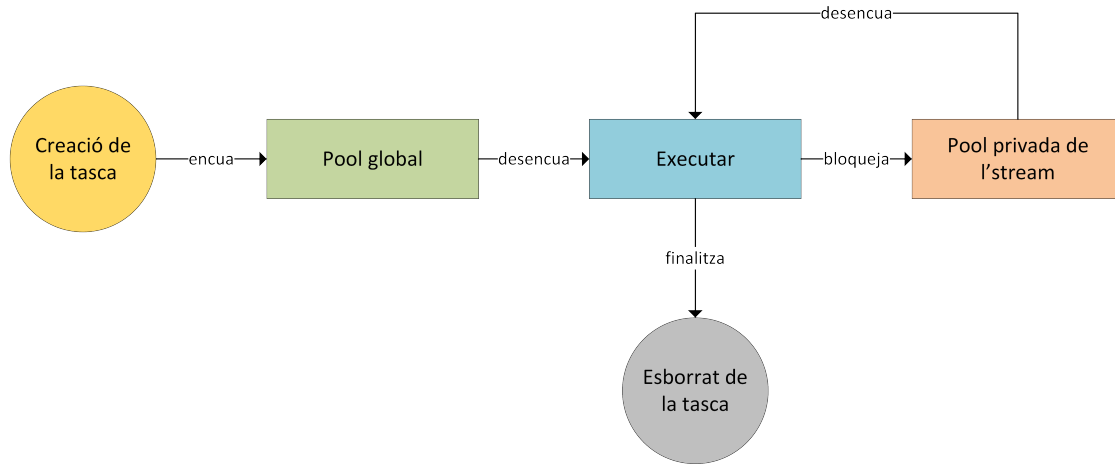 desencua
Creació de
la tasca
encua
Pool global
desencua
Executar
bloqueja
Pool privada de
l’stream
finalitza
Esborrat de
la tasca